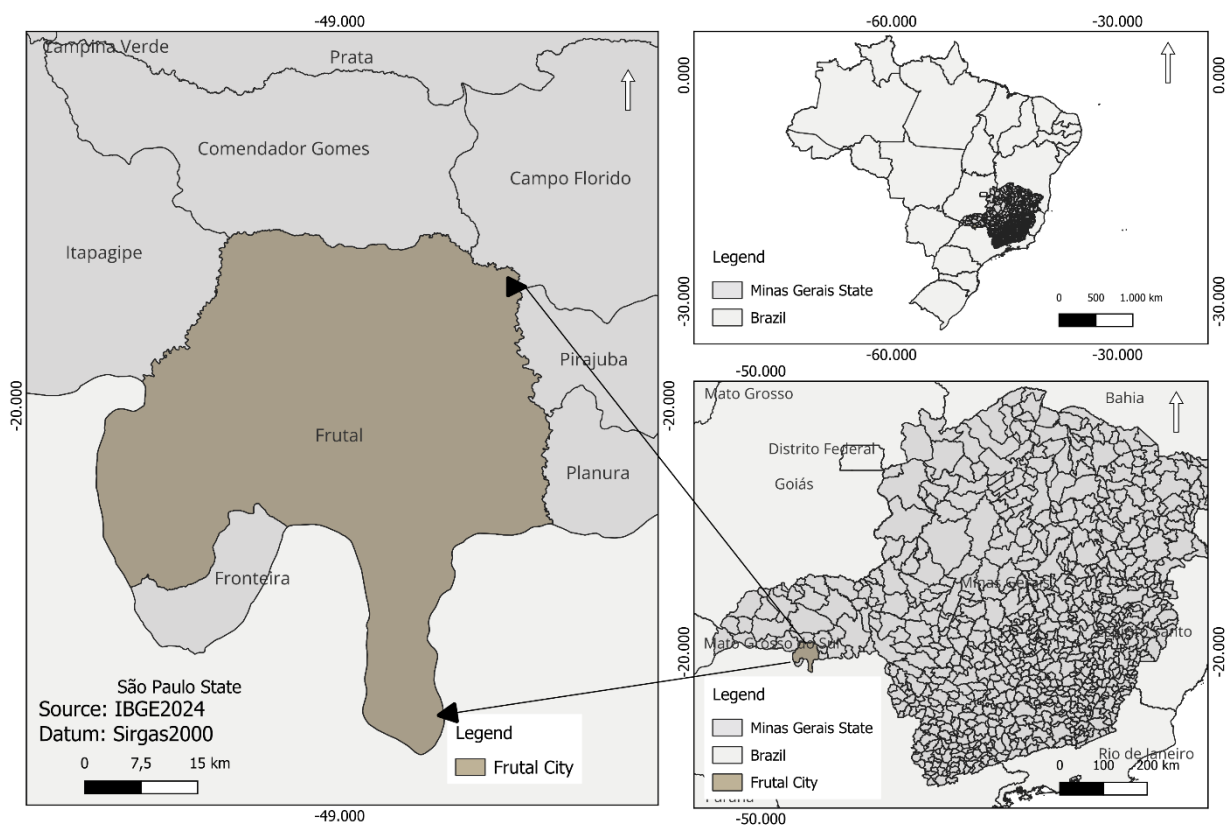 -49.000
Campina Verde
Prata
Comendador Gomes
Campo Florido
Itapagipe
Pirajuba
-20.000
-20.000
Frutal
Planura
Fronteira
São Paulo State
Source: IBGE2024
Datum: Sirgas2000
0 7,5 15 km
Legend
Frutal City
-49.000
-60.000 -30.000
0.000
0.000
Legend
Minas Gerais State
Brazil
0 500 1.000 km
-30.000
-30.000
-60.000 -30.000
-50.000
Mato Grosso
Bahia
Distrito Federal
Goiás
Minas Gerais
Mato Grosso do Sul
Santo
-20.000
-20.000
Legend
Minas Gerais State
Brazil
Frutal City
Rio de Janeiro
0 100 200 km
Paraná
-50.000